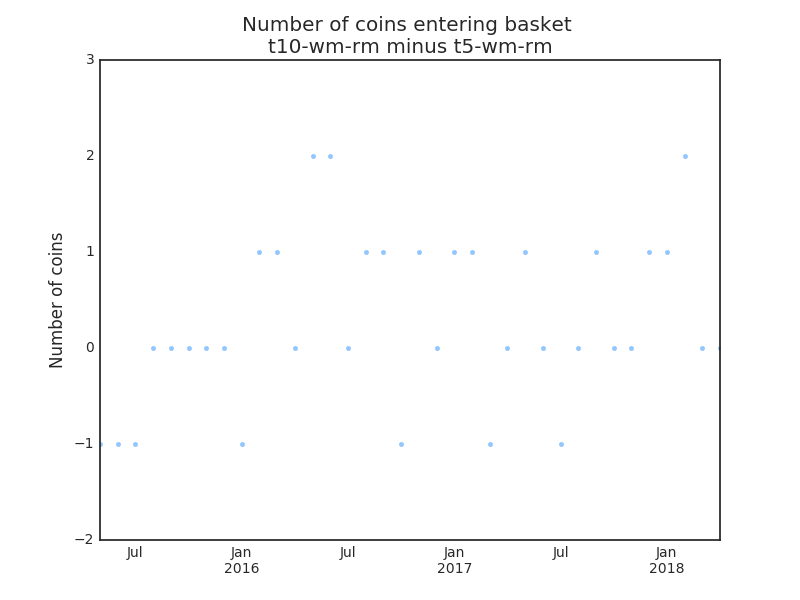 Number of coins entering basket
t10-wm-rm minus t5-wm-rm
3
2
1
0
−1
−2
Number of coins
Jul Jan Jul Jan Jul Jan
2016 2017 2018